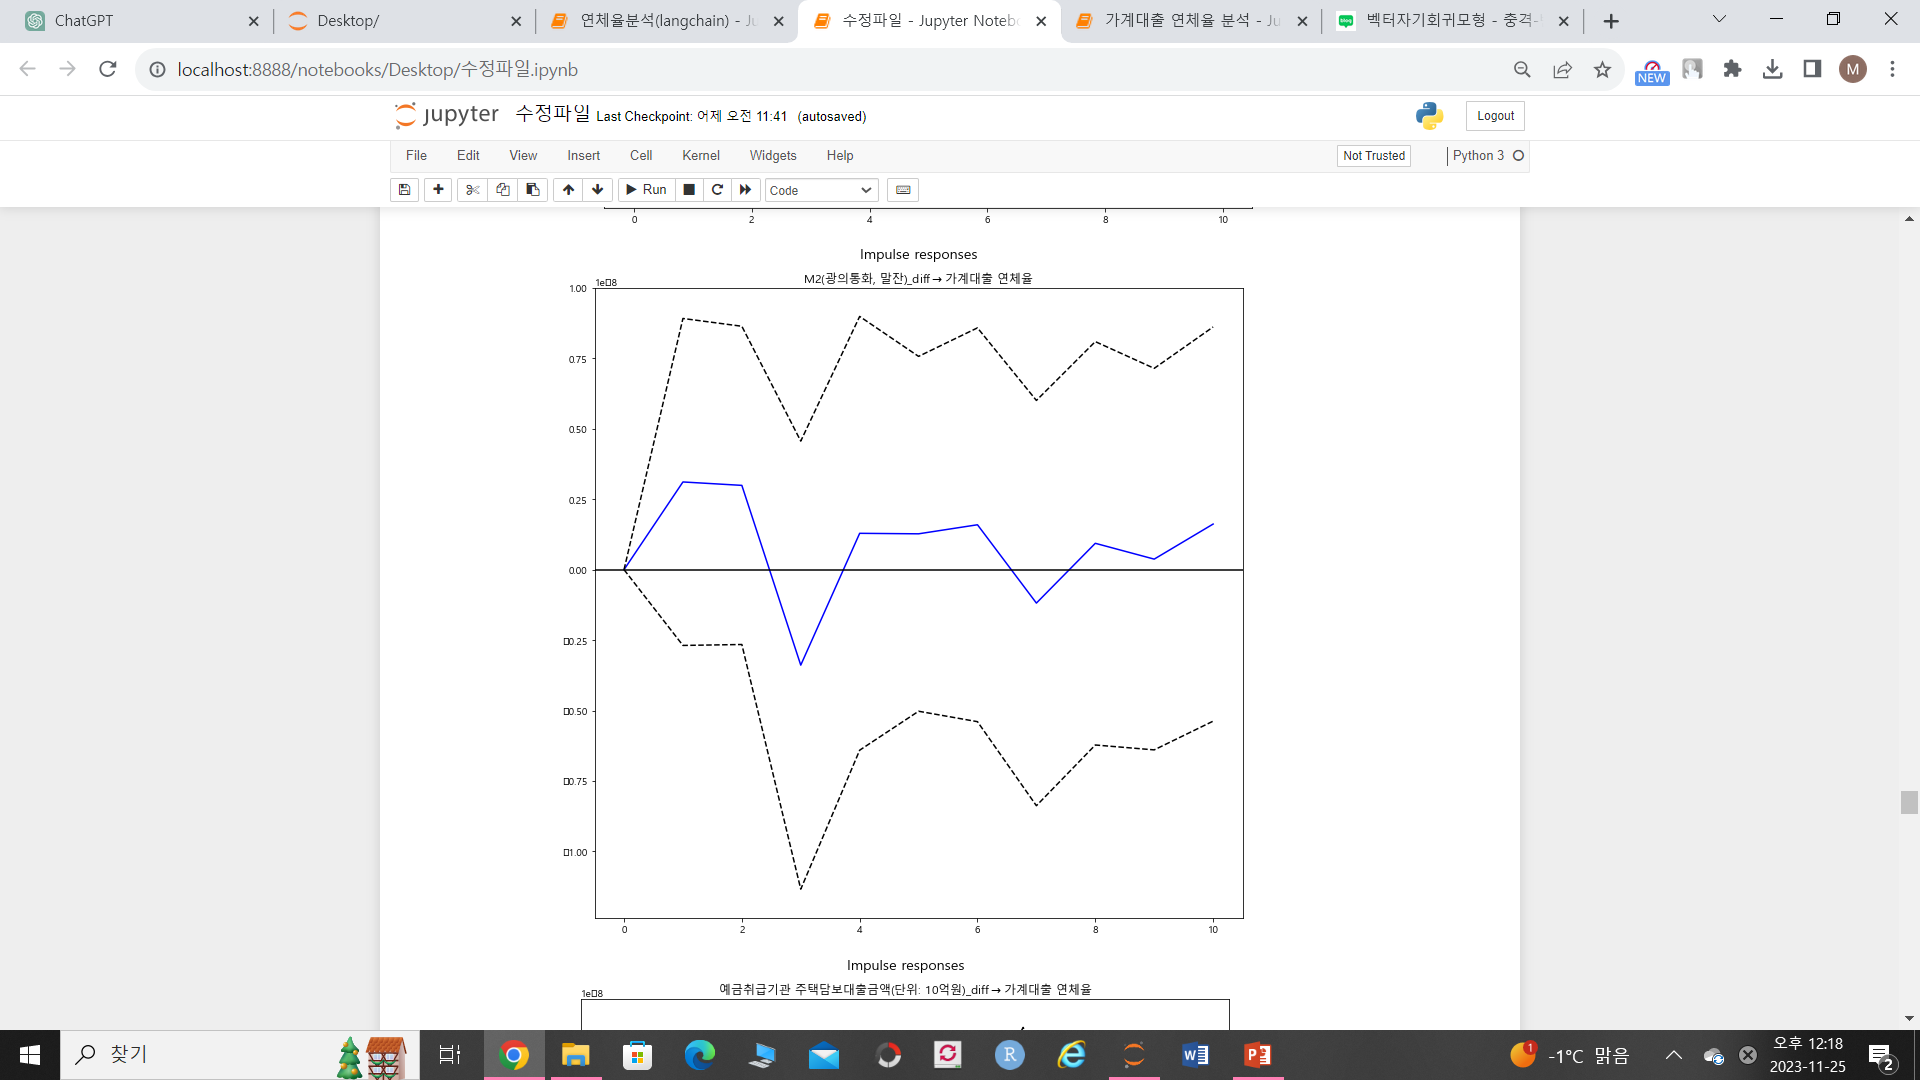 ChatGPT
Desktop/
연체율분석(langchain) - Ju
수정파일 - Jupyter Notebo
가계대출 연체율 분석 - Ju
벡터자기회귀모형 - 충격-
localhost:8888/notebooks/Desktop/수정파일.ipynb
NEW
M
jupyter 수정파일 Last Checkpoint: 어제 오전 11:41 (autosaved)
Logout
File Edit View Insert Cell Kernel Widgets Help
Not Trusted
Python 3
Run
Code
0 2 4 6 8 10
Impulse responses
M2(광의통화, 말잔)_diff→가계대출 연체율
1e□8
1.00
0.75
0.50
0.25
0.00
□0.25
□0.50
□0.75
□1.00
0 2 4 6 8 10
Impulse responses
예금취급기관 주택담보대출금액(단위: 10억원)_diff→가계대출 연체율
1e□8
찾기
R
1
-1°C 맑음
오후 12:18
2023-11-25
2